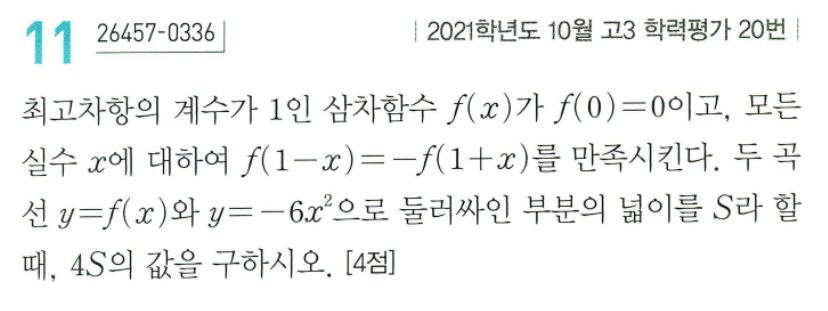 11 26457-0336 | 2021학년도 10월 고3 학력평가 20번 |
최고차항의 계수가 1인 삼차함수 f(x)가 f(0)=0이고, 모든
실수 x에 대하여 f(1-x)=-f(1+x)를 만족시킨다. 두 곡
선 y=f(x)와 y=-6x²으로 둘러싸인 부분의 넓이를 S라 할
때, 4S의 값을 구하시오. [4점]